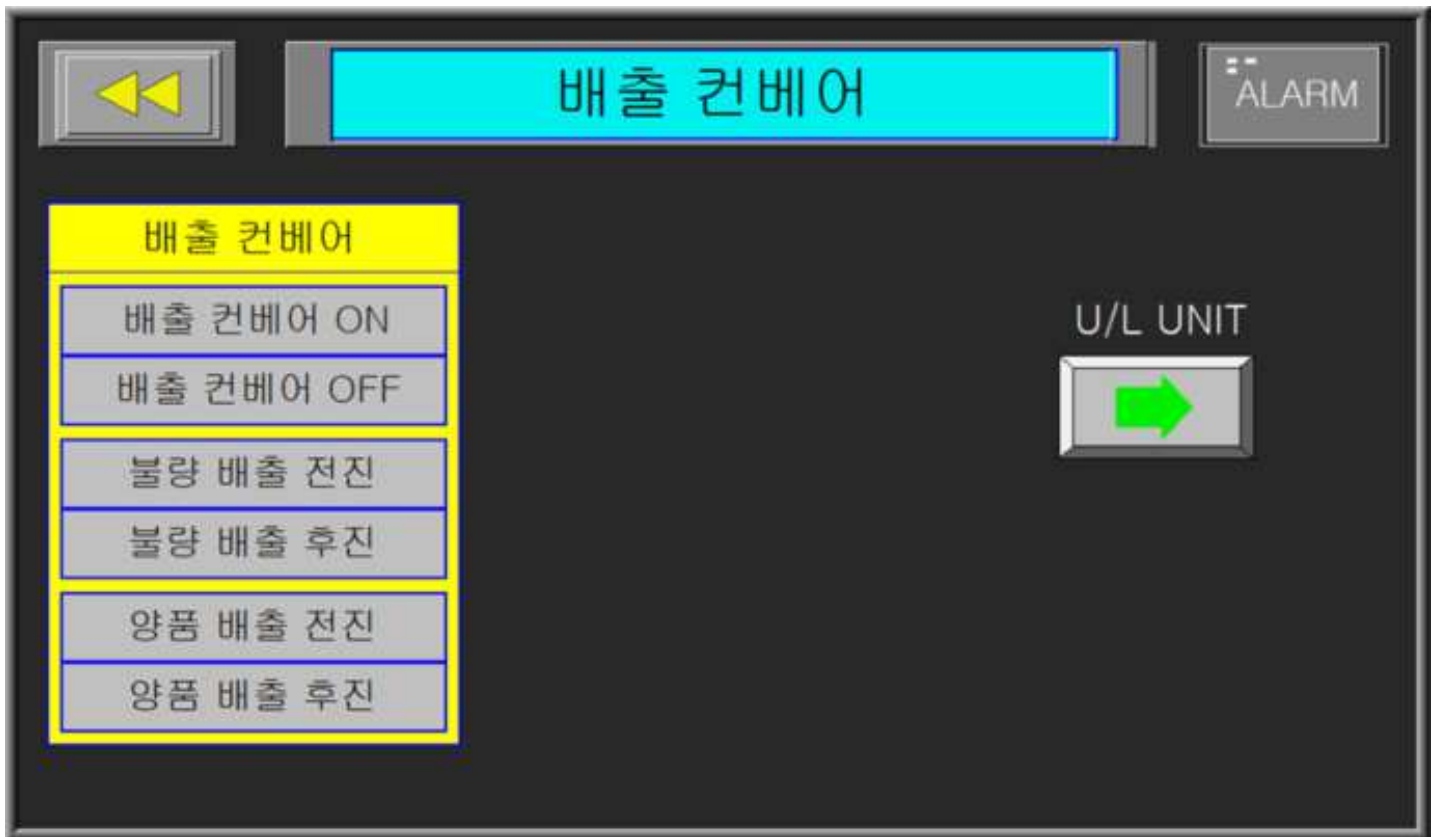 배출 컨베어
ALARM
배출 컨베어
배출 컨베어 ON
배출 컨베어 OFF
불량 배출 전진
불량 배출 후진
양품 배출 전진
양품 배출 후진
U/L UNIT